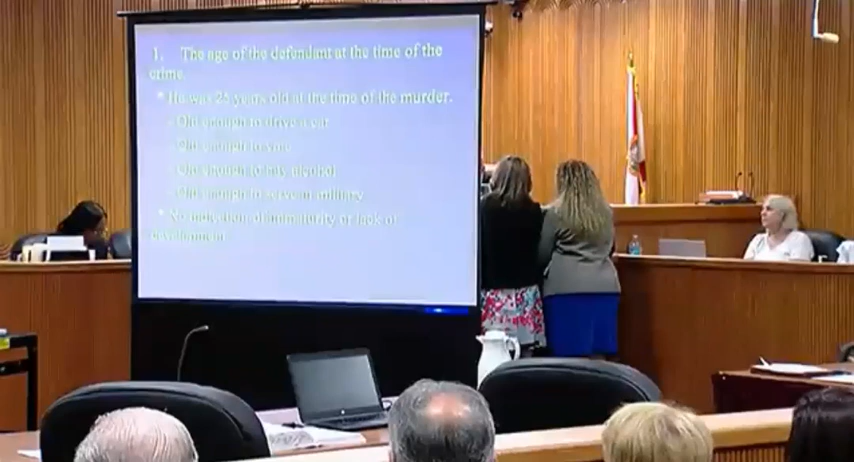 1. The age of the defendant at the time of the
crime.
* He was 25 years old at the time of the murder.
- Old enough to drive a car
- Old enough to vote
- Old enough to buy alcohol
- Old enough to serve in military
* No indication of immaturity or lack of
development